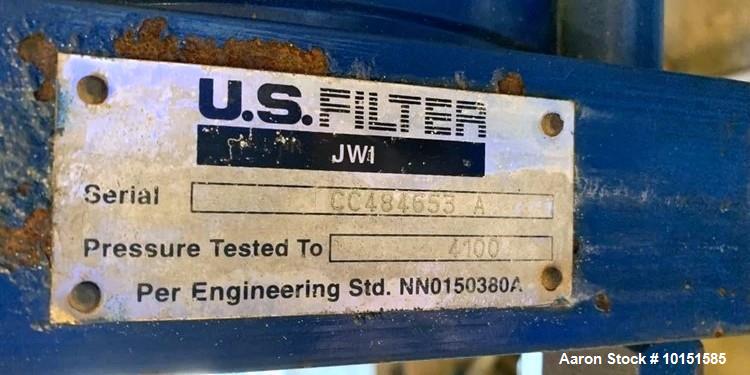 U.S.FILTER
JWI
Serial CC484653 A
Pressure Tested To 4100
Per Engineering Std. NN0150380A
Aaron Stock # 10151585